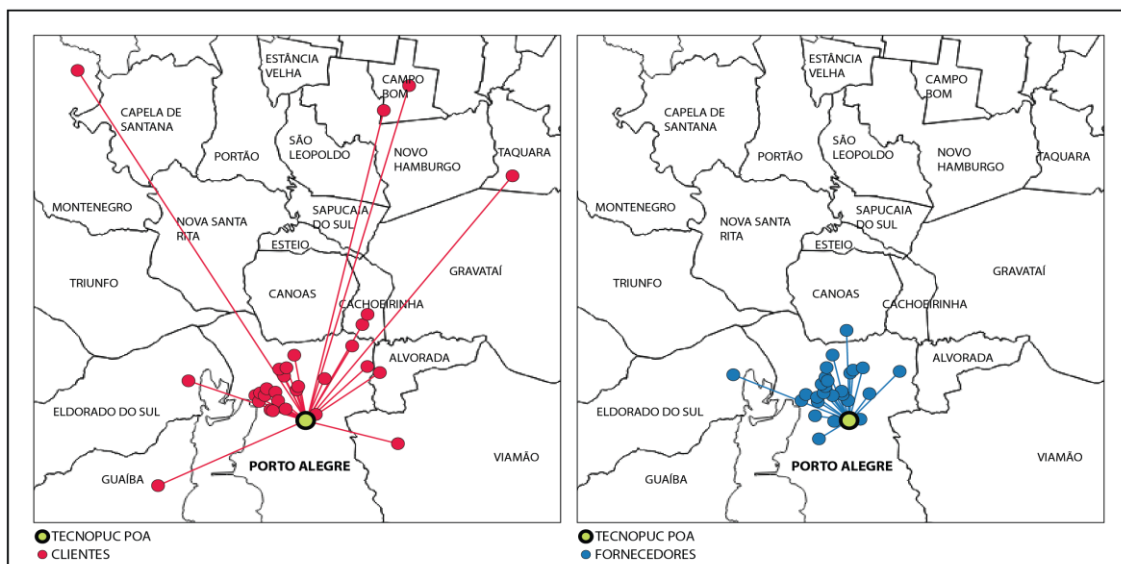 ESTÂNCIA
VELHA
CAMPO
BOM
CAPELA DE
SANTANA
SÃO
LEOPOLDO
PORTÃO
NOVO
HAMBURGO
TAQUARA
MONTENEGRO
NOVA SANTA
RITA
SAPUCAIA
DO SUL
ESTEIO
GRAVATAÍ
TRIUNFO
CANOAS
CACHOEIRINHA
ALVORADA
ELDORADO DO SUL
PORTO ALEGRE
VIAMÃO
GUAÍBA
TECNOPUC POA
CLIENTES
ESTÂNCIA
VELHA
CAMPO
BOM
CAPELA DE
SANTANA
SÃO
LEOPOLDO
PORTÃO
NOVO
HAMBURGO
TAQUARA
MONTENEGRO
NOVA SANTA
RITA
SAPUCAIA
DO SUL
ESTEIO
GRAVATAÍ
TRIUNFO
CANOAS
CACHOEIRINHA
ALVORADA
ELDORADO DO SUL
PORTO ALEGRE
VIAMÃO
GUAÍBA
TECNOPUC POA
FORNECEDORES